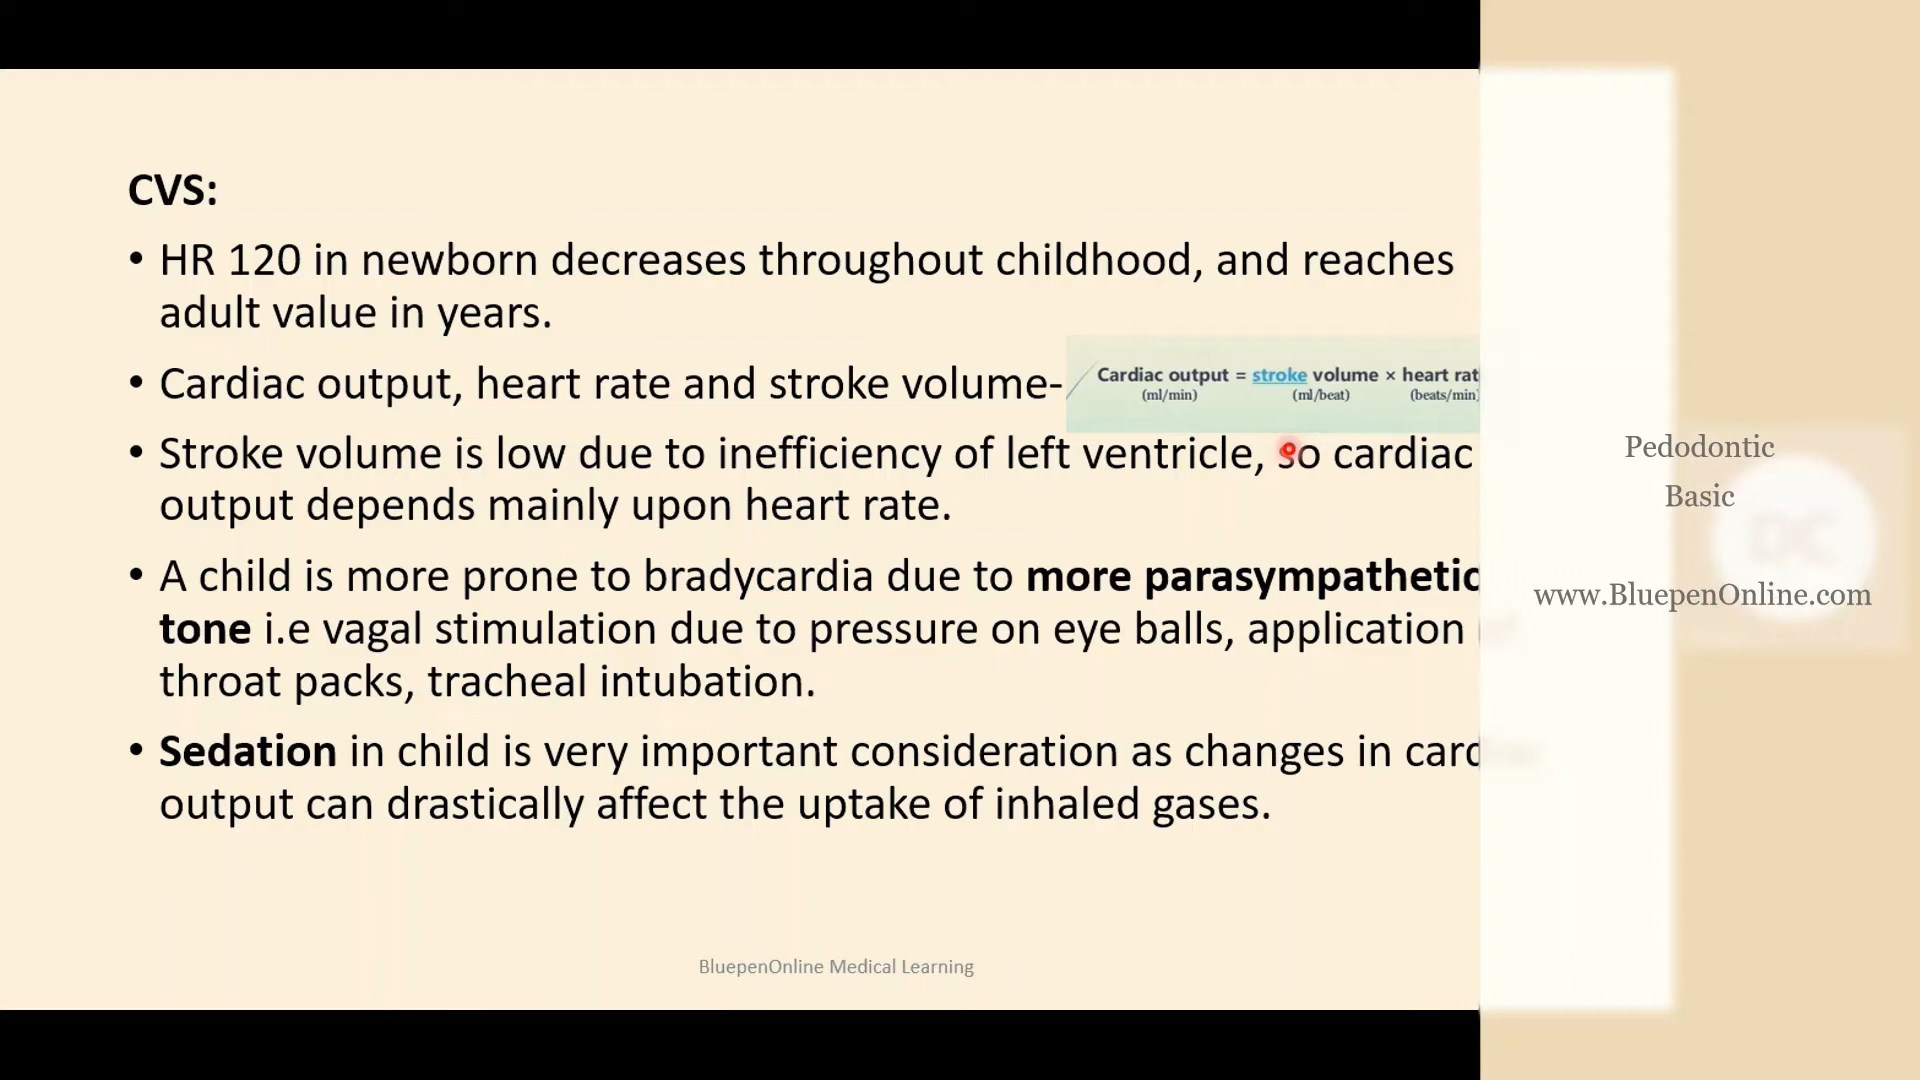 CVS:
• HR 120 in newborn decreases throughout childhood, and reaches
adult value in years.
• Cardiac output, heart rate and stroke volume-
Cardiac output = stroke volume × heart rat
(ml/min) (ml/beat) (beats/min)
• Stroke volume is low due to inefficiency of left ventricle, so cardiac
output depends mainly upon heart rate.
• A child is more prone to bradycardia due to more parasympathetic
tone i.e vagal stimulation due to pressure on eye balls, application
throat packs, tracheal intubation.
• Sedation in child is very important consideration as changes in card
output can drastically affect the uptake of inhaled gases.
BluepenOnline Medical Learning
Pedodontic
Basic
www.BluepenOnline.com